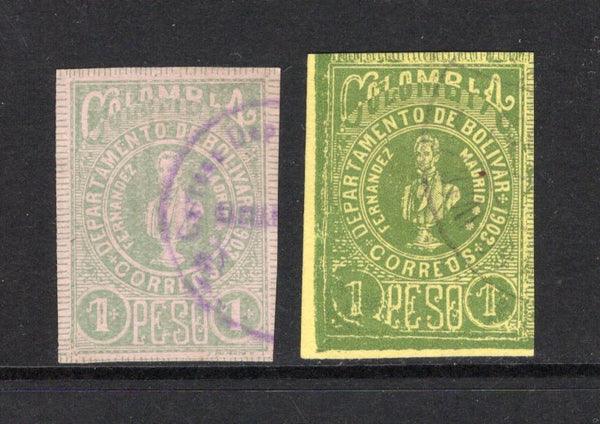 COLOMBIA
DEPARTAMENTO DE BOLIVAR
FERNANDEZ
CORREOS
1 PESO 1
COLOMBIA
DEPARTAMENTO DE BOLIVAR
1903
FERNANDEZ MADRID
CORREOS
1 PESO 1